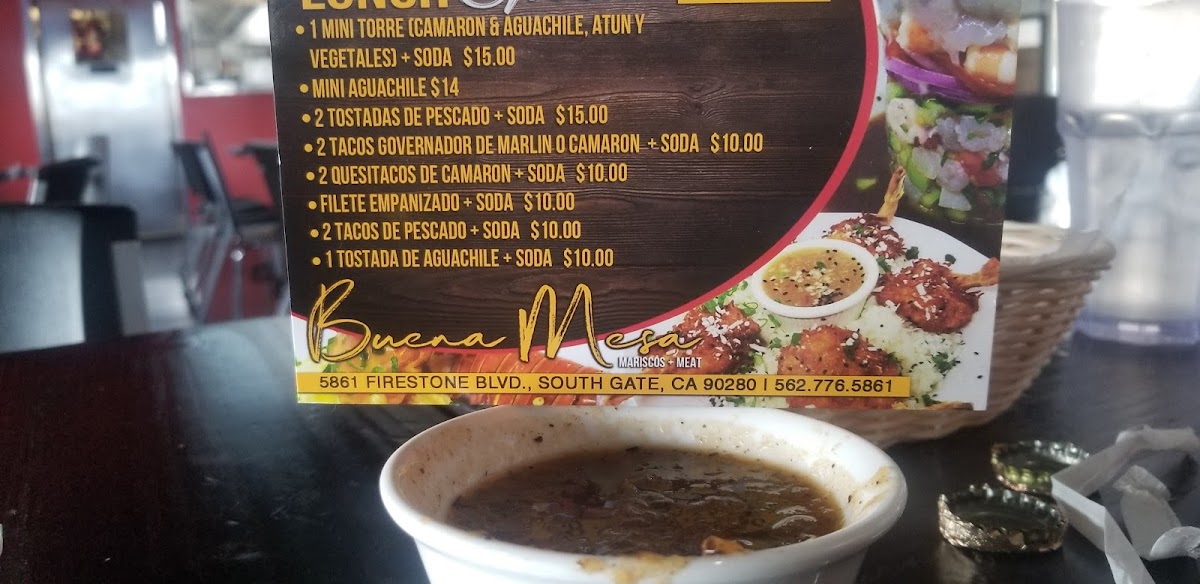 LUNCH
• 1 MINI TORRE (CAMARON & AGUACHILE, ATUN Y
VEGETALES) + SODA $15.00
• MINI AGUACHILE $14
• 2 TOSTADAS DE PESCADO + SODA $15.00
• 2 TACOS GOVERNADOR DE MARLIN O CAMARON + SODA $10.00
• 2 QUESITACOS DE CAMARON + SODA $10.00
• FILETE EMPANIZADO + SODA $10.00
• 2 TACOS DE PESCADO + SODA $10.00
• 1 TOSTADA DE AGUACHILE + SODA $10.00
Buena Mesa
MARISCOS + MEAT
5861 FIRESTONE BLVD., SOUTH GATE, CA 90280 | 562.776.5861